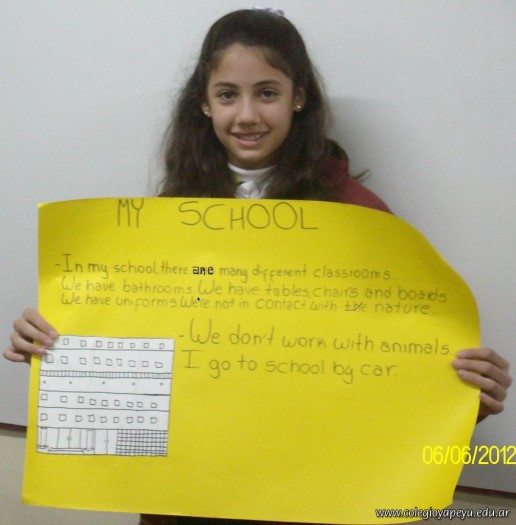 MY SCHOOL
-In my school, there are many different classrooms.
We have bathrooms We have tables, chairs and boards
We have uniforms We're not in contact with the nature.
-We don't work with animals
I go to school by car.
06/06/2012
www.colegioyapeyu.edu.ar